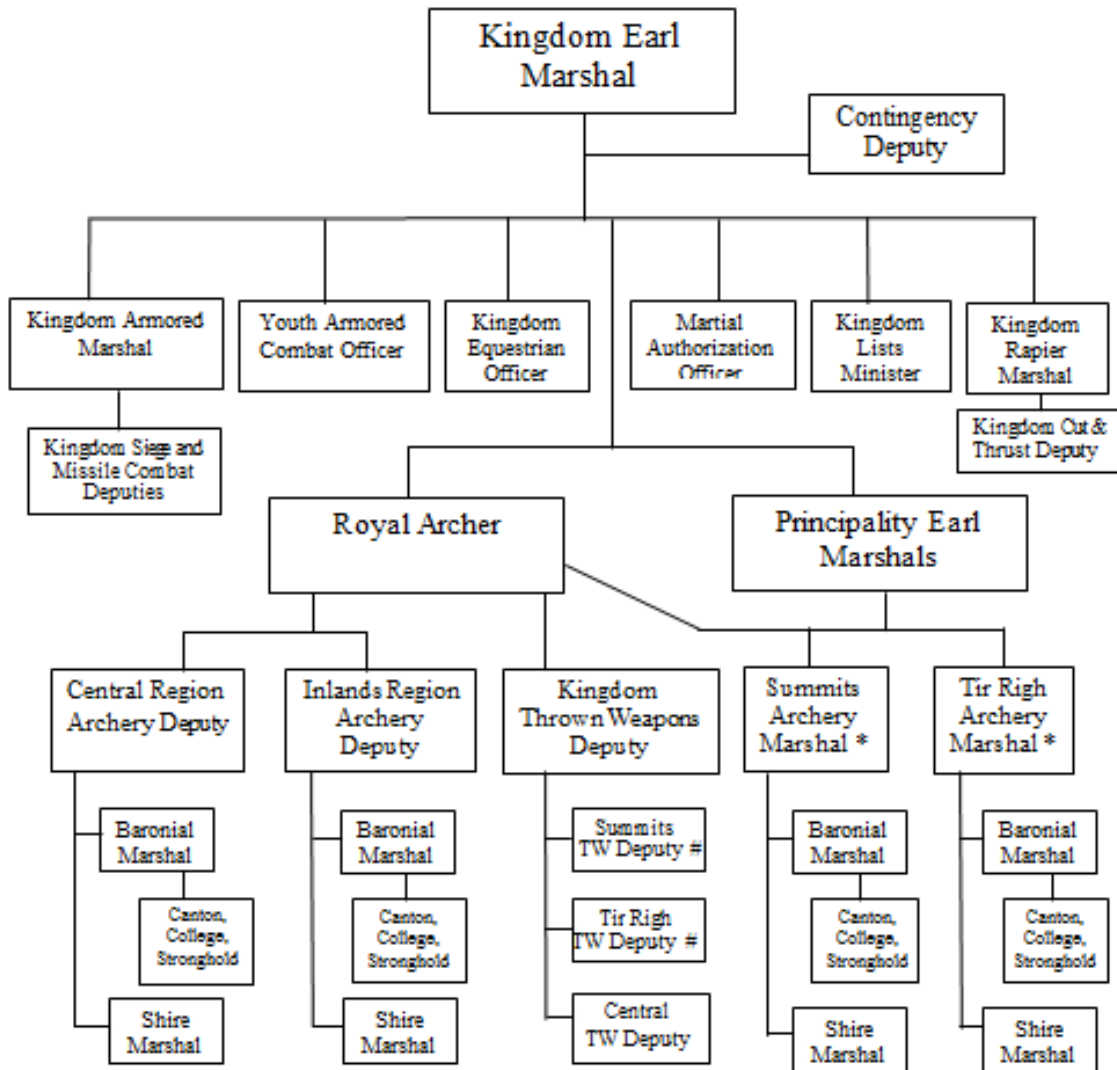 Kingdom Earl
Marshal
Contingency
Deputy
Kingdom Armored
Marshal
Youth Armored
Combat Officer
Kingdom
Equestrian
Officer
Martial
Authorization
Officer
Kingdom
Lists
Minister
Kingdom
Rapier
Marshal
Kingdom Siege and
Missile Combat
Deputies
Kingdom Cut &
Thrust Deputy
Royal Archer
Principality Earl
Marshals
Central Region
Archery Deputy
Inlands Region
Archery
Deputy
Kingdom
Thrown Weapons
Deputy
Summits
Archery
Marshal *
Tir Righ
Archery
Marshal *
Baronial
Marshal
Canton,
College,
Stronghold
Shire
Marshal
Baronial
Marshal
Canton,
College,
Stronghold
Shire
Marshal
Summits
TW Deputy #
Tir Righ
TW Deputy #
Central
TW Deputy
Baronial
Marshal
Canton,
College,
Stronghold
Shire
Marshal
Baronial
Marshal
Canton,
College,
Stronghold
Shire
Marshal